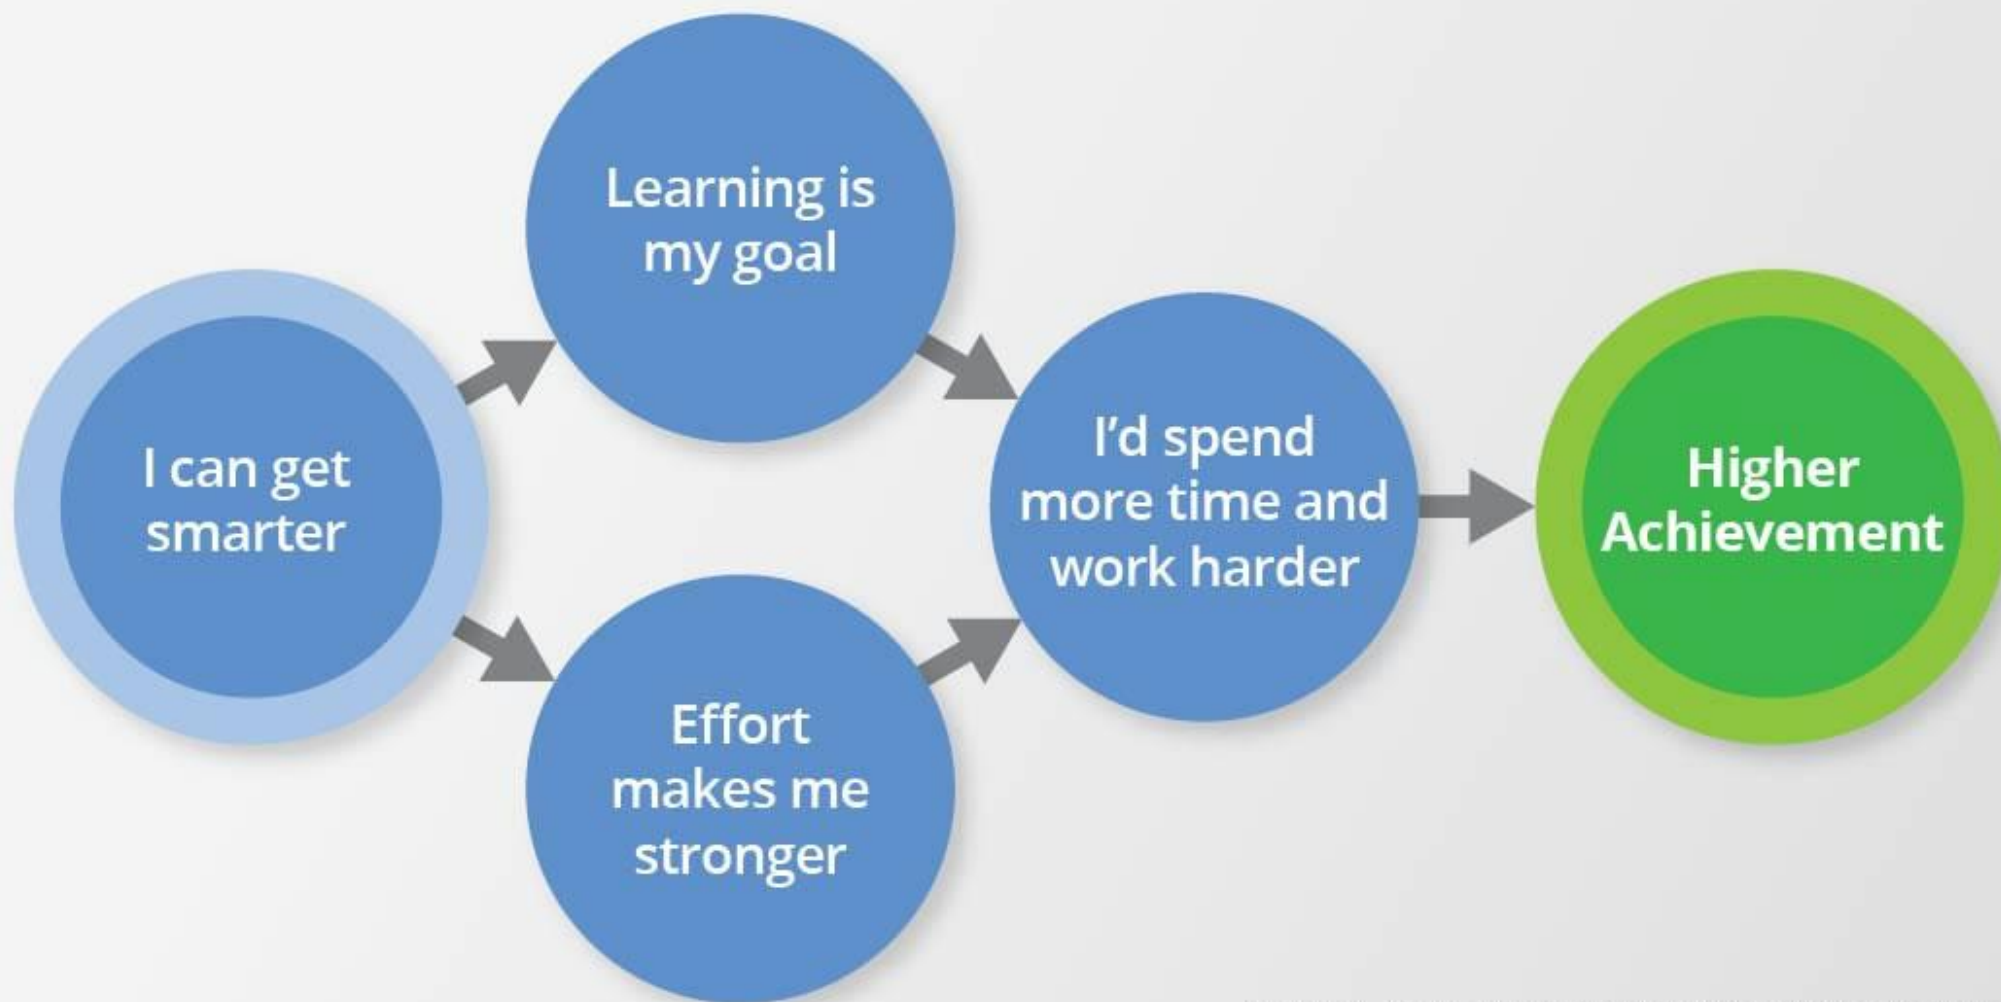 I can get
smarter
Learning is
my goal
Effort
makes me
stronger
I’d spend
more time and
work harder
Higher
Achievement